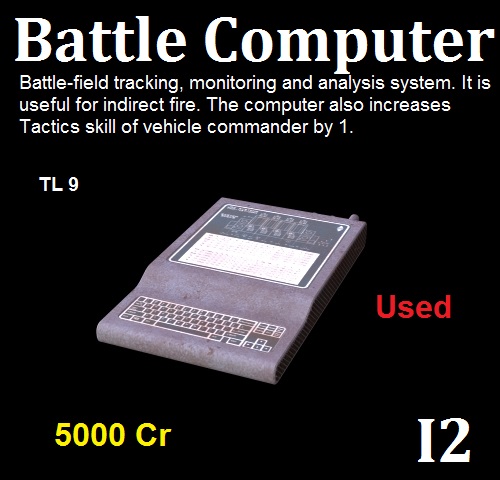 Battle Computer
Battle-field tracking, monitoring and analysis system. It is
useful for indirect fire. The computer also increases
Tactics skill of vehicle commander by 1.
TL 9
Used
5000 Cr
I2